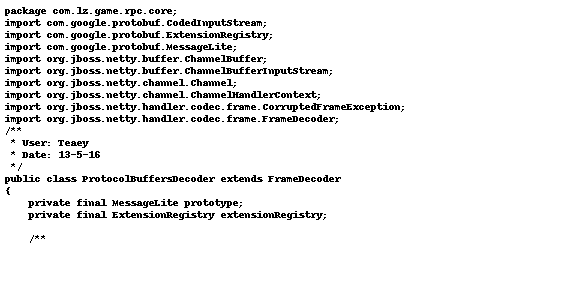 package com.lz.game.rpc.core;
import com.google.protobuf.CodedInputStream;
import com.google.protobuf.ExtensionRegistry;
import com.google.protobuf.MessageLite;
import org.jboss.netty.buffer.ChannelBuffer;
import org.jboss.netty.buffer.ChannelBufferInputStream;
import org.jboss.netty.channel.Channel;
import org.jboss.netty.channel.ChannelHandlerContext;
import org.jboss.netty.handler.codec.frame.CorruptedFrameException;
import org.jboss.netty.handler.codec.frame.FrameDecoder;
/**
 * User: Teaey
 * Date: 13-5-16
 */
public class ProtocolBuffersDecoder extends FrameDecoder
{
    private final MessageLite prototype;
    private final ExtensionRegistry extensionRegistry;
    /**